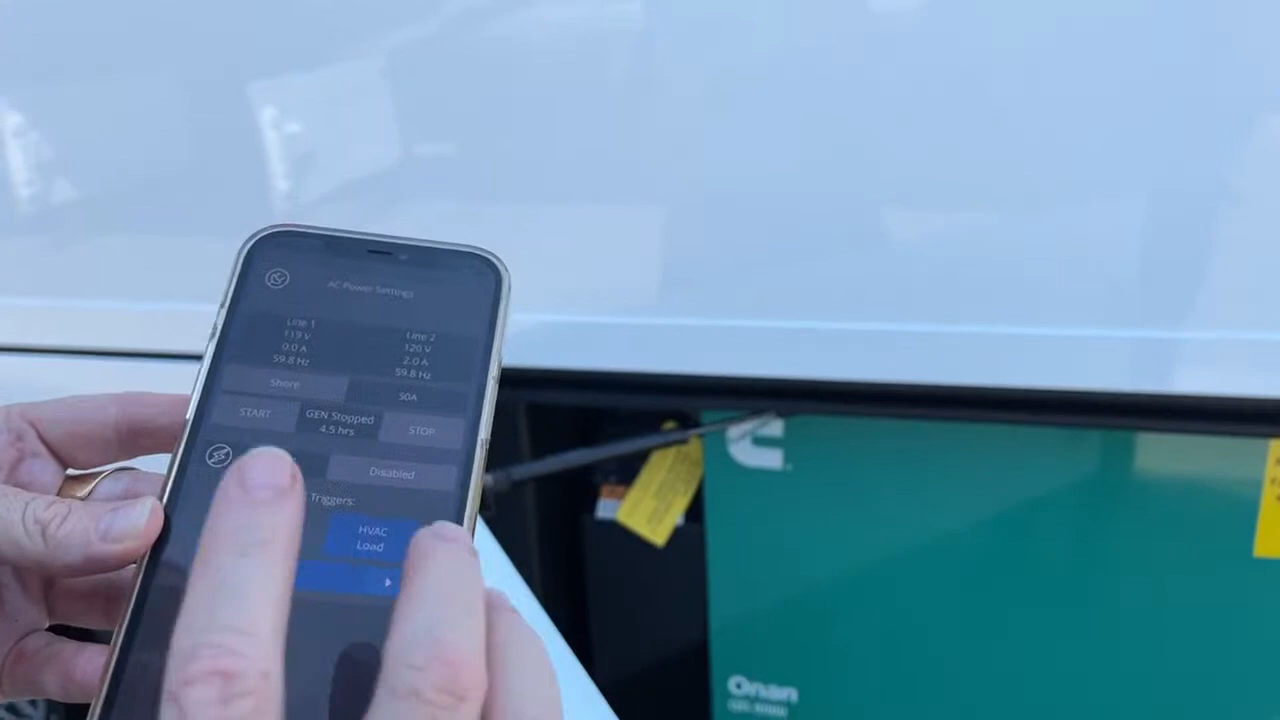 AC Power Settings
Line 1
119 V
0.0 A
59.8 Hz
Line 2
120 V
2.0 A
59.8 Hz
Shore
50A
START
GEN Stopped
4.5 hrs
STOP
Disabled
Triggers:
HVAC
Load
Onan